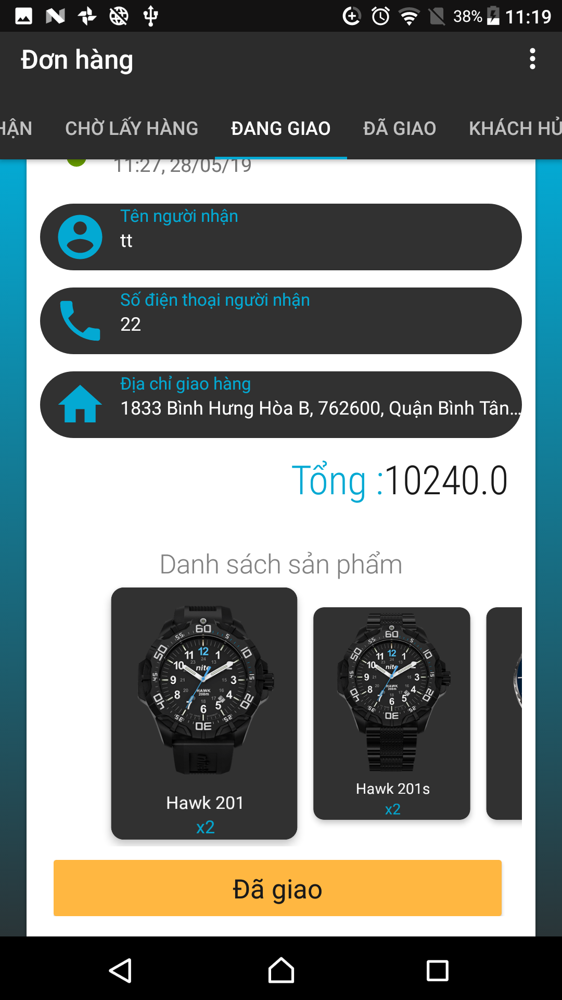 38% 11:19
Đơn hàng
HẬN CHỜ LẤY HÀNG ĐANG GIAO ĐÃ GIAO KHÁCH HỦ
11:27, 28/05/19
Tên người nhận
tt
Số điện thoại người nhận
22
Địa chỉ giao hàng
1833 Bình Hưng Hòa B, 762600, Quận Bình Tân...
Tổng :10240.0
Danh sách sản phẩm
Hawk 201
x2
Hawk 201s
x2
Đã giao